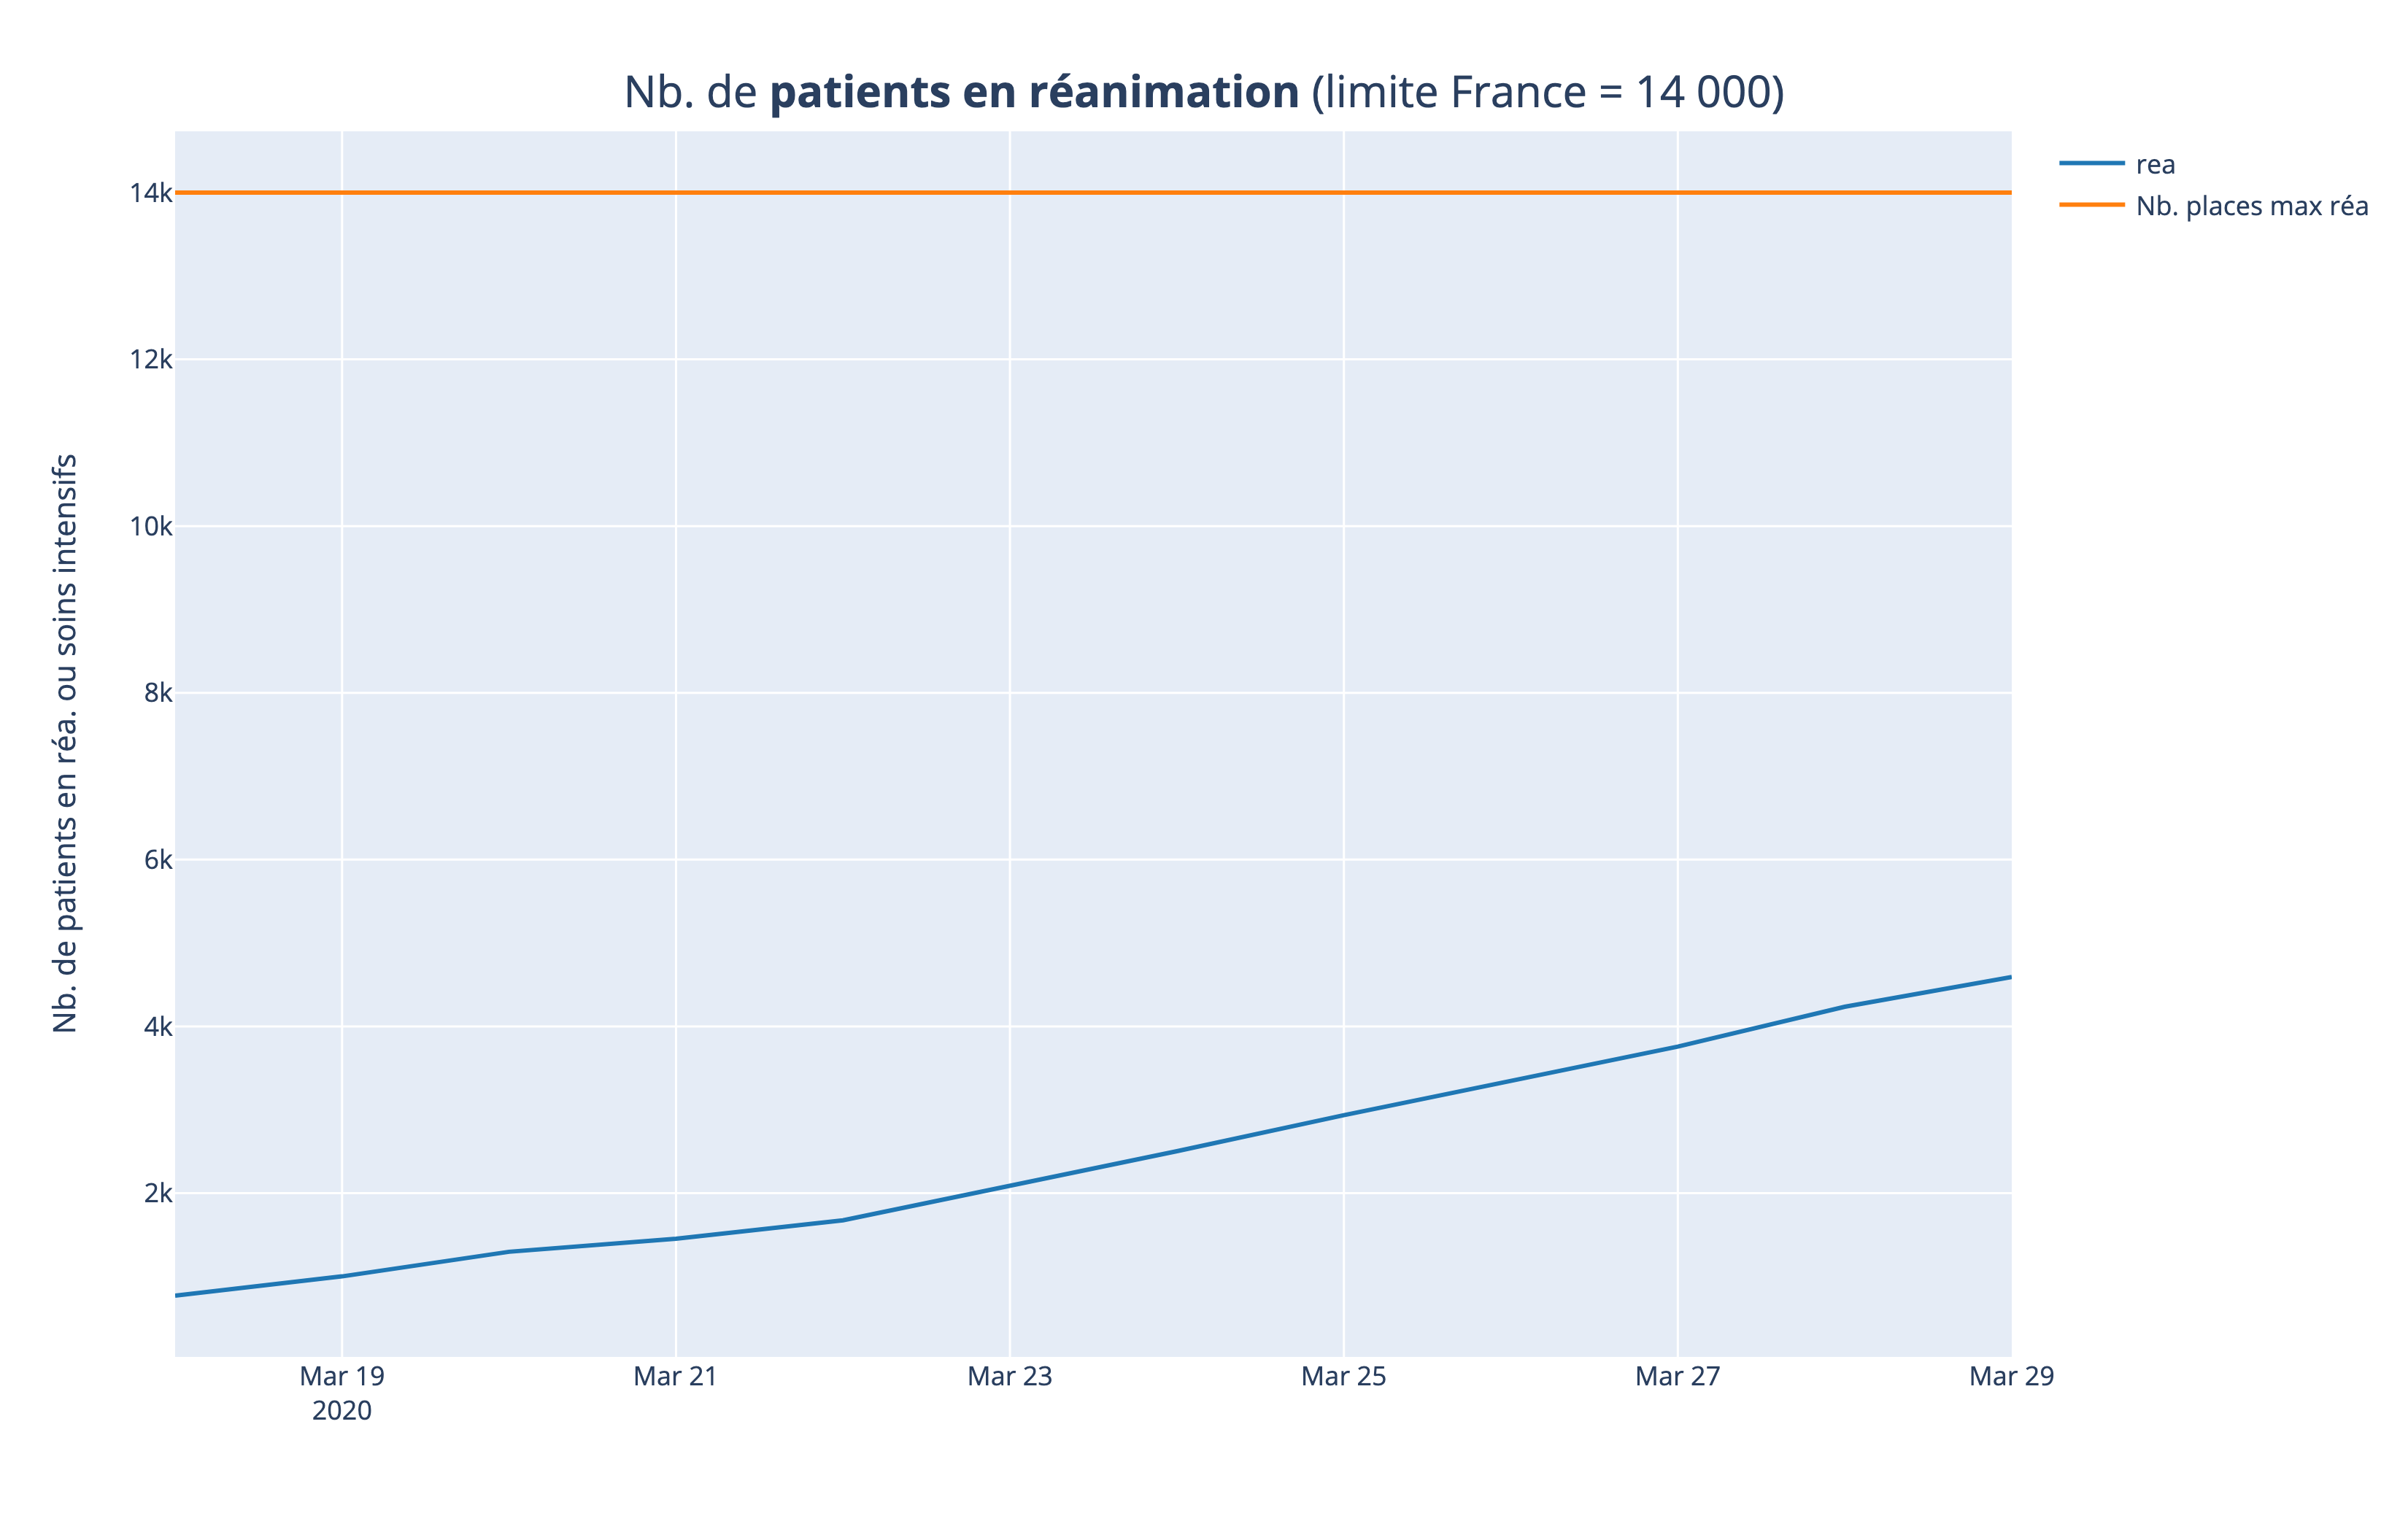 Nb. de patients en réanimation (limite France = 14 000)
rea
Nb. places max réa
Nb. de patients en réa. ou soins intensifs
14k
12k
10k
8k
6k
4k
2k
Mar 19
2020
Mar 21
Mar 23
Mar 25
Mar 27
Mar 29